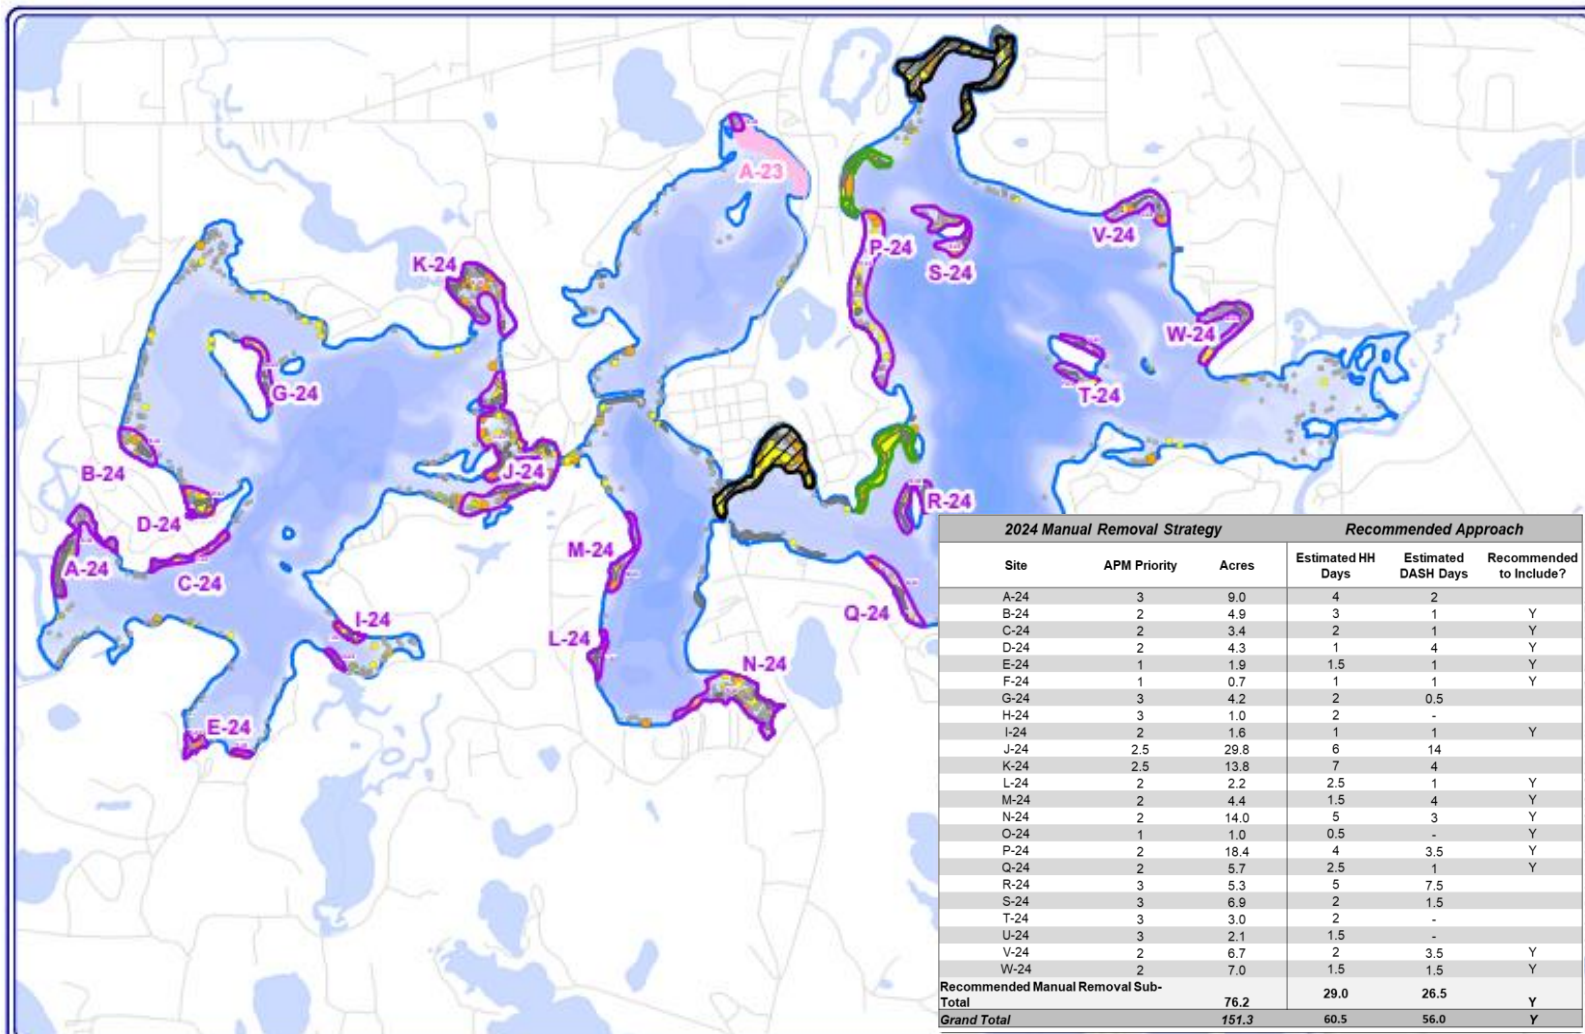 A-23
K-24
P-24
S-24
V-24
W-24
G-24
T-24
B-24
J-24
R-24
D-24
M-24
A-24
C-24
Q-24
I-24
L-24
N-24
E-24
2024 Manual Removal Strategy Recommended Approach
Site APM Priority Acres Estimated HH Days Estimated DASH Days Recommended to Include?
A-24 3 9.0 4 2
B-24 2 4.9 3 1 Y
C-24 2 3.4 2 1 Y
D-24 2 4.3 1 4 Y
E-24 1 1.9 1.5 1 Y
F-24 1 0.7 1 1 Y
G-24 3 4.2 2 0.5
H-24 3 1.0 2 -
I-24 2 1.6 1 1 Y
J-24 2.5 29.8 6 14
K-24 2.5 13.8 7 4
L-24 2 2.2 2.5 1 Y
M-24 2 4.4 1.5 4 Y
N-24 2 14.0 5 3 Y
O-24 1 1.0 0.5 - Y
P-24 2 18.4 4 3.5 Y
Q-24 2 5.7 2.5 1 Y
R-24 3 5.3 5 7.5
S-24 3 6.9 2 1.5
T-24 3 3.0 2 -
U-24 3 2.1 1.5 -
V-24 2 6.7 2 3.5 Y
W-24 2 7.0 1.5 1.5 Y
Recommended Manual Removal Sub-Total 76.2 29.0 26.5 Y
Grand Total 151.3 60.5 56.0 Y